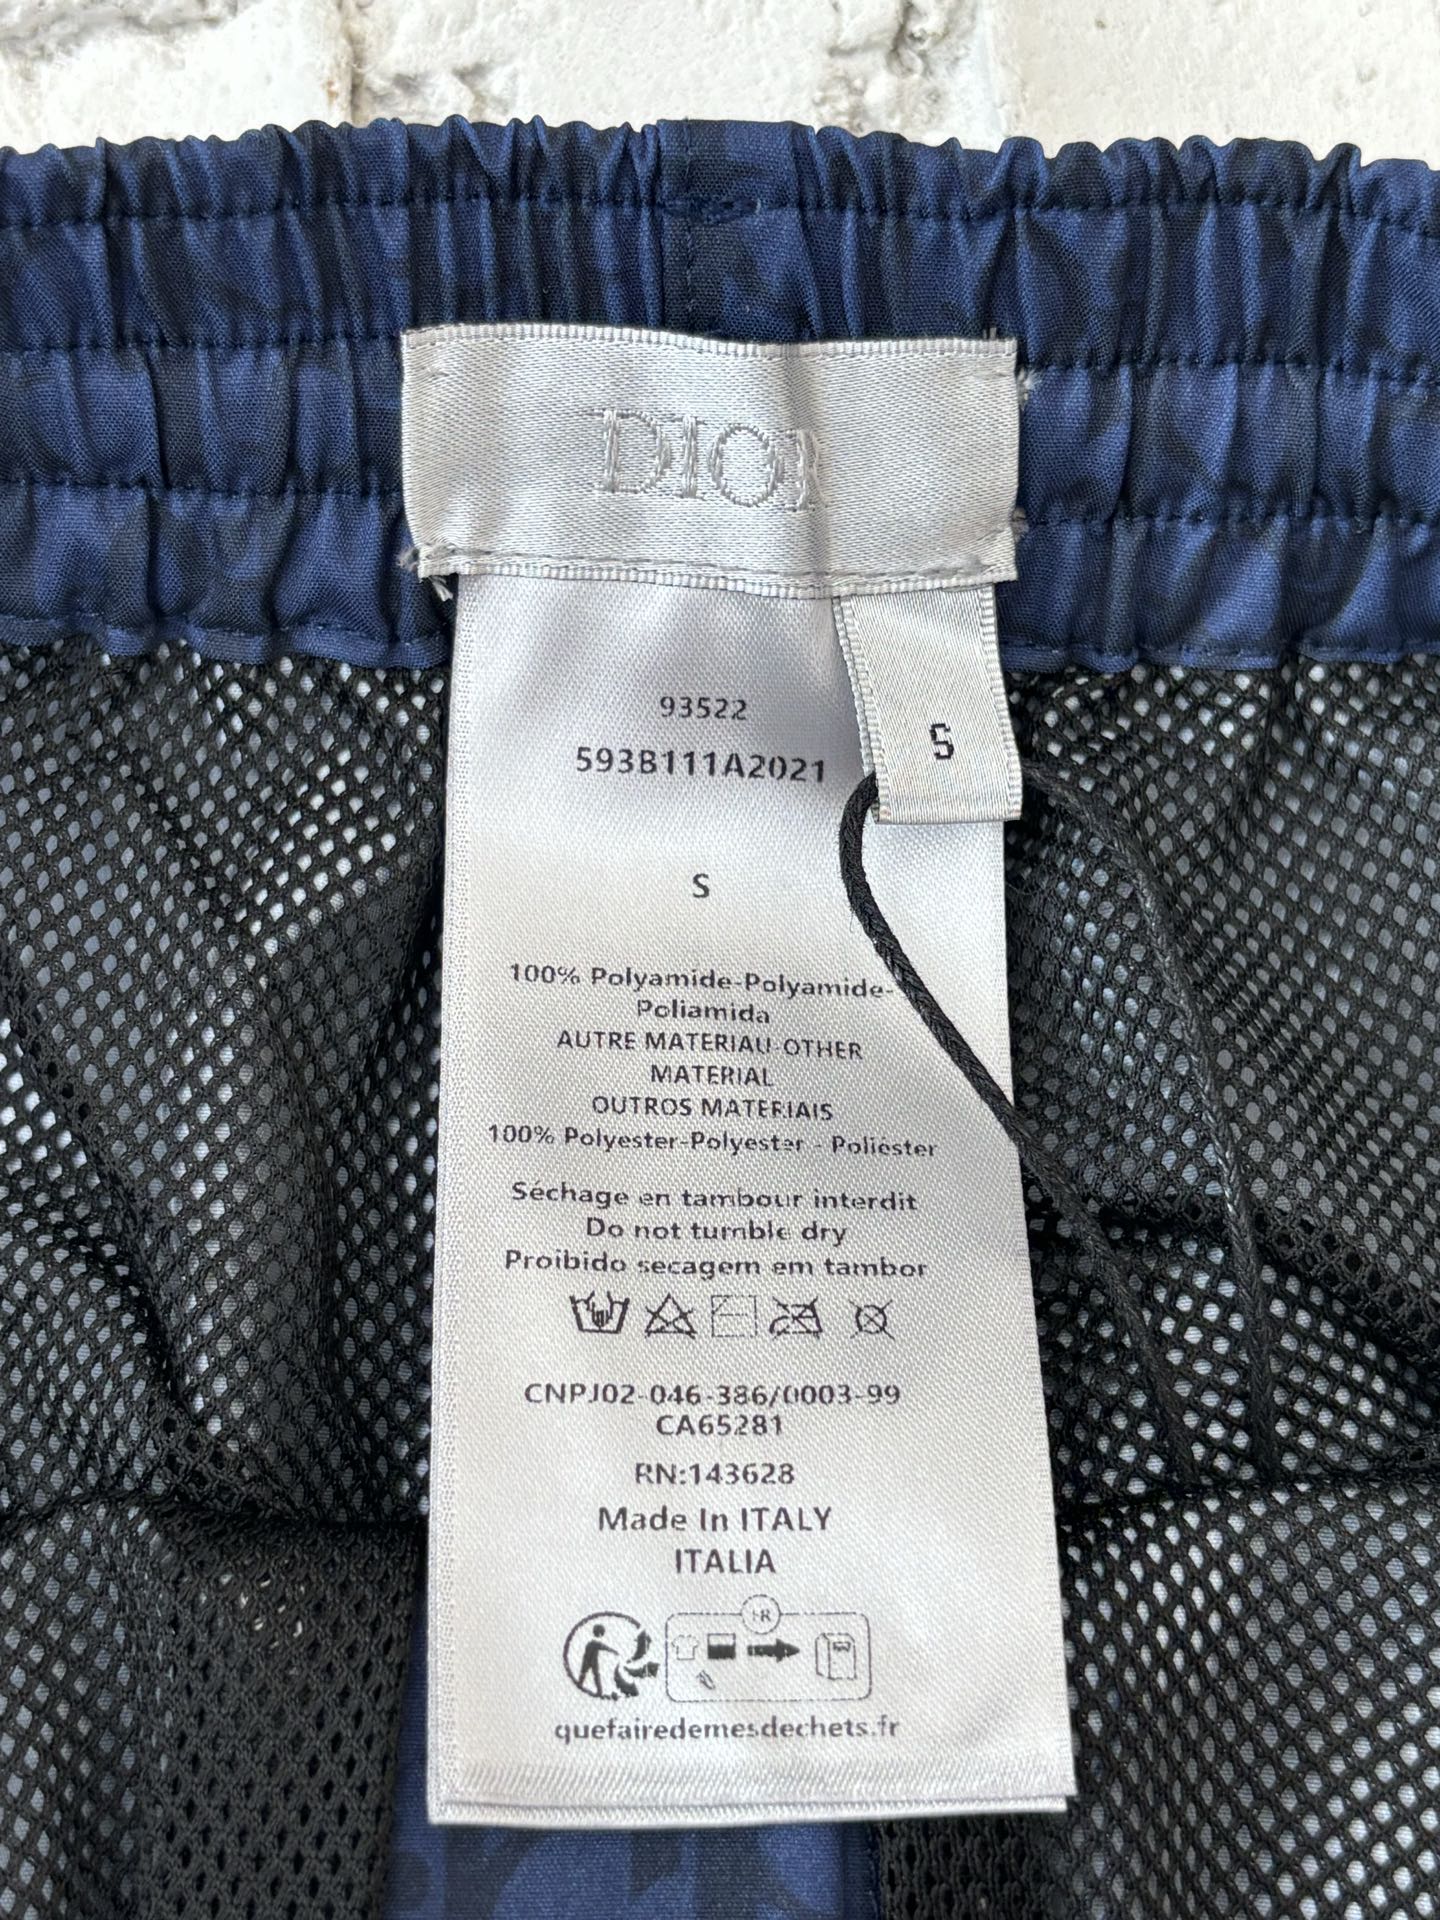 DIOR
S
93522
593B111A2021
S
100% Polyamide-Polyamide-
Poliamida
AUTRE MATERIAU-OTHER
MATERIAL
OUTROS MATERIAIS
100% Polyester-Polyester - Poliéster
Séchage en tambour interdit
Do not tumble dry
Proibido secagem em tambor
CNPJ02-046-386/0003-99
CA65281
RN:143628
Made In ITALY
ITALIA
FR
quefairedemesdechets.fr